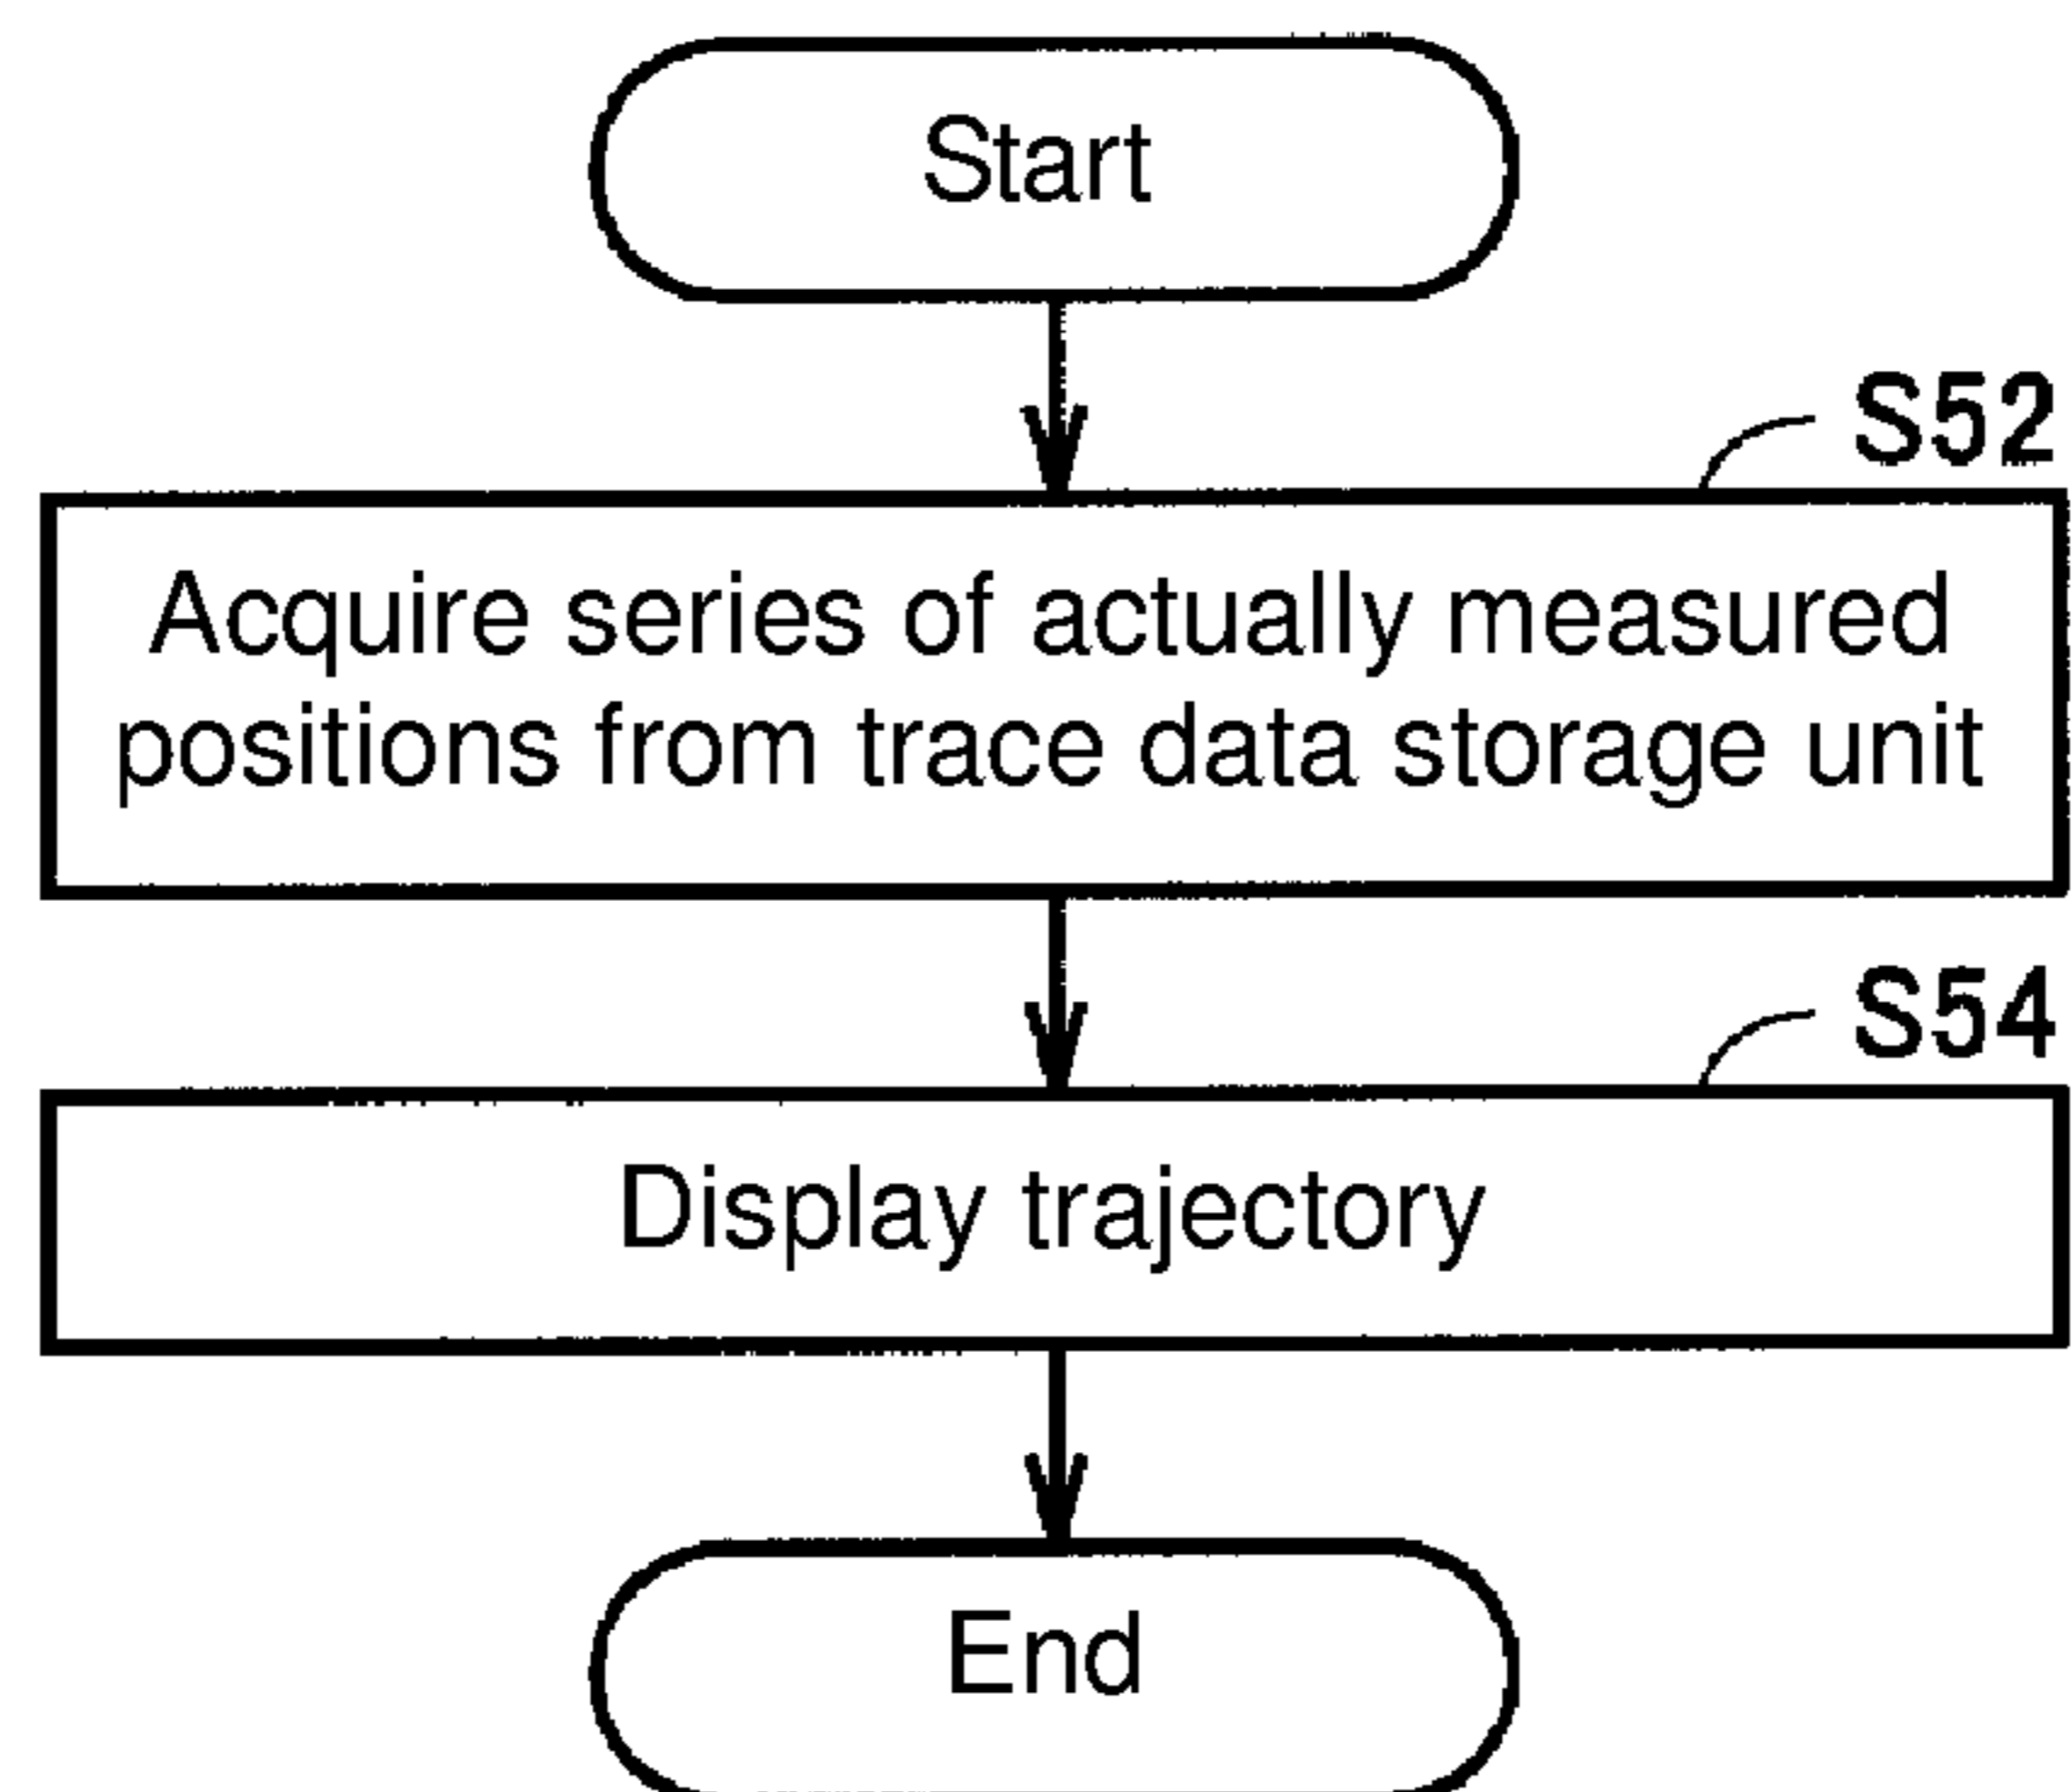 Start
S52
Acquire series of actually measured
positions from trace data storage unit
S54
Display trajectory
End